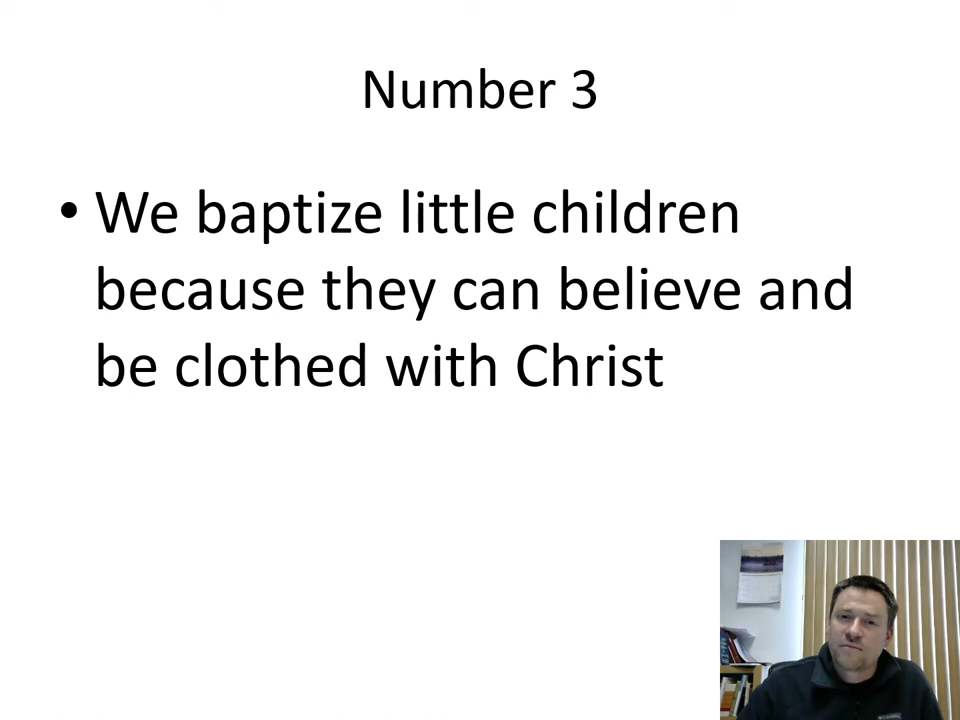 Number 3
• We baptize little children
because they can believe and
be clothed with Christ